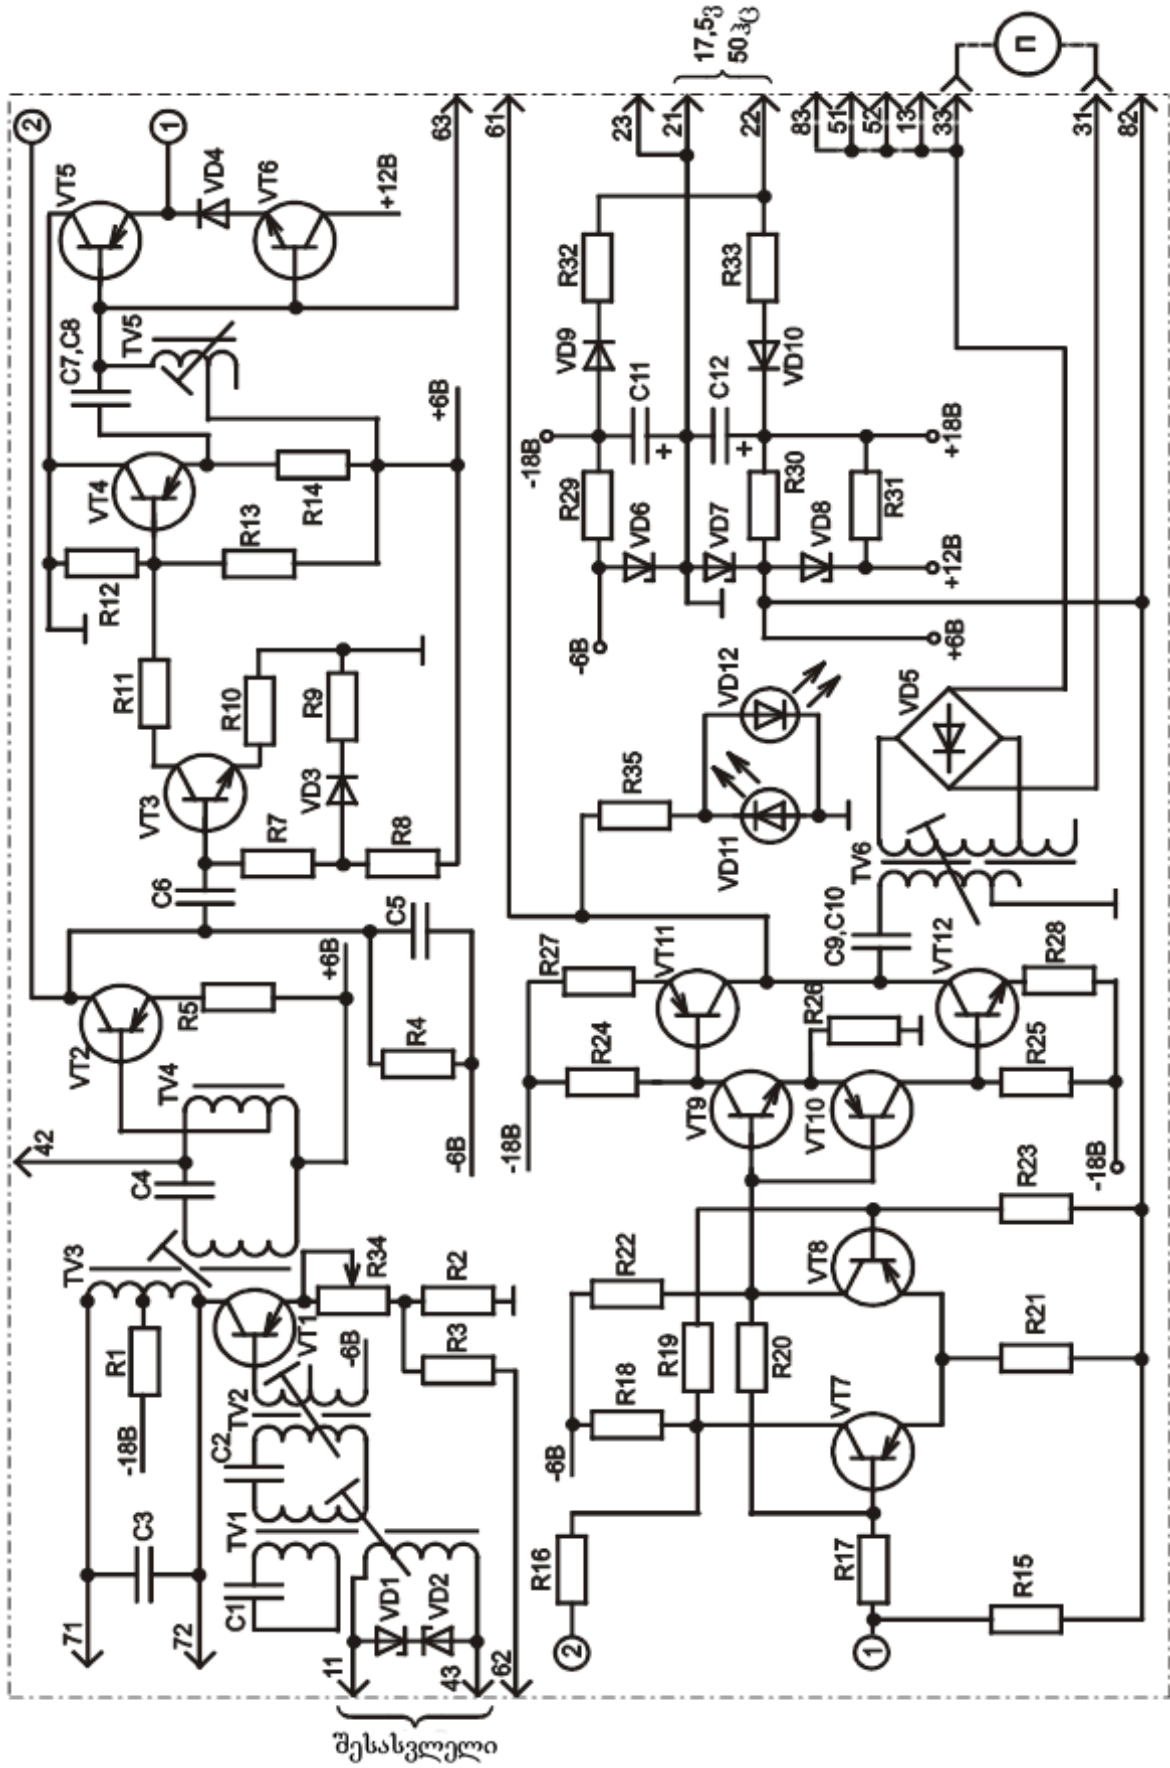 17,5ვ
50ჰც
2
1
VT5
VD4
VT6
+12В
63
61
23
21
22
83
51
52
13
33
П
31
82
C7,C8
TV5
+6В
R32
VD9
R33
VD10
C11
+
C12
+
-18В
+18В
VT4
R14
R13
R12
R29
VD6
VD7
R30
VD8
R31
+12В
-6В
+6В
R11
R10
R9
VD3
VT3
R7
R8
C6
C5
VD12
VD11
R35
VD5
TV6
C9,C10
VT2
R5
+6В
R4
-6В
TV4
42
C4
R27
VT11
R24
VT9
-18В
R26
VT10
VT12
R28
R25
-18В
TV3
R1
-18В
VT1
R34
R2
R3
-6В
TV2
C2
TV1
C1
C3
71
72
VD1
VD2
11
43
62
შესასვლელი
R22
R19
R18
-6В
R20
VT8
R23
R21
VT7
R16
2
R17
1
R15